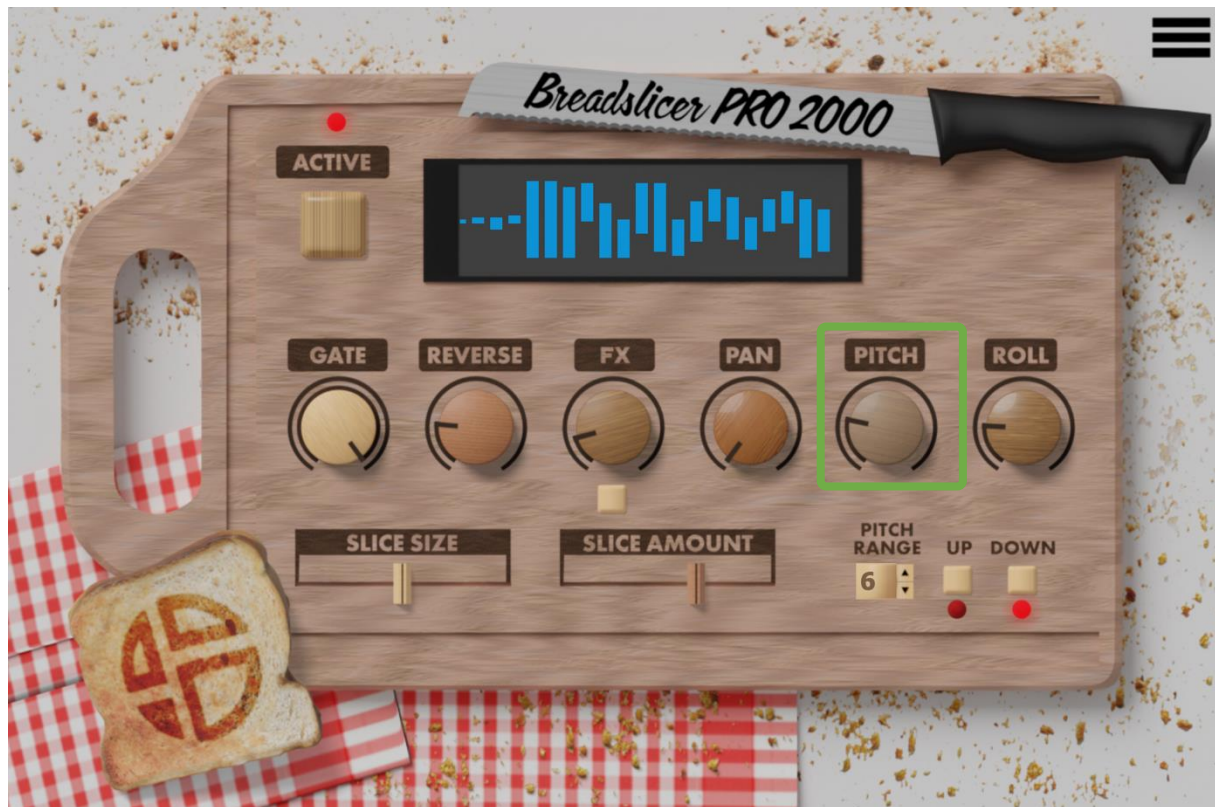 Breadslicer PRO 2000
ACTIVE
GATE
REVERSE
FX
PAN
PITCH
ROLL
SLICE SIZE
SLICE AMOUNT
PITCH
RANGE
UP
DOWN
6